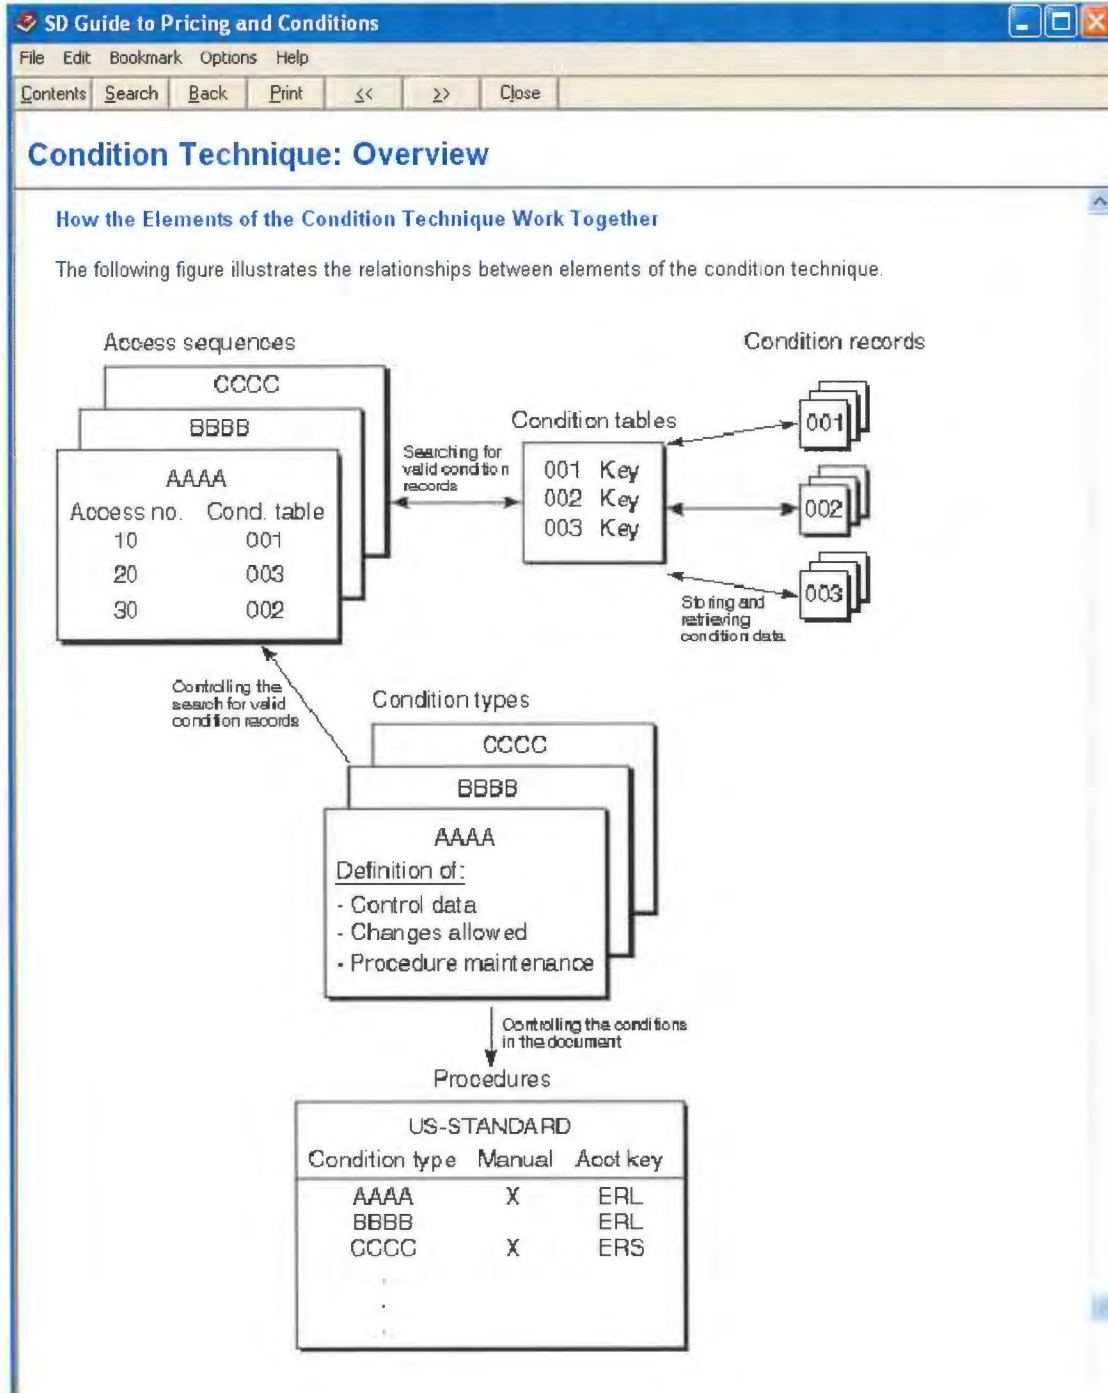 SD Guide to Pricing and Conditions
File Edit Bookmark Options Help
Contents Search Back Print << >> Close
Condition Technique: Overview
How the Elements of the Condition Technique Work Together
The following figure illustrates the relationships between elements of the condition technique.
Access sequences
CCCC
BBBB
AAAA
Access no. Cond. table
10 001
20 003
30 002
Searching for
valid condition
records
Condition tables
001 Key
002 Key
003 Key
Condition records
001
002
003
Storing and
retrieving
condition data
Controlling the
search for valid
condition records
Condition types
CCCC
BBBB
AAAA
Definition of:
- Control data
- Changes allowed
- Procedure maintenance
Controlling the conditions
in the document
Procedures
US-STANDARD
Condition type Manual Acct key
AAAA X ERL
BBBB ERL
CCCC X ERS
.
.
.